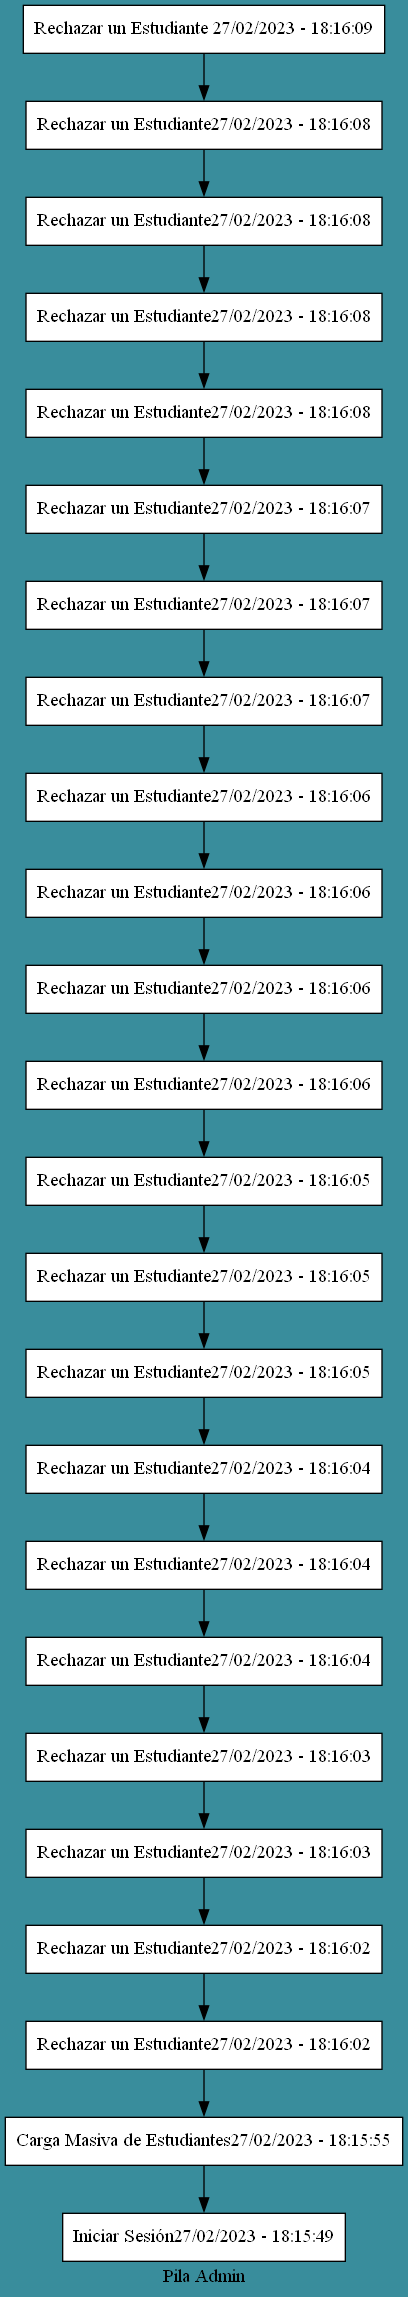 Rechazar un Estudiante 27/02/2023 - 18:16:09
Rechazar un Estudiante27/02/2023 - 18:16:08
Rechazar un Estudiante27/02/2023 - 18:16:08
Rechazar un Estudiante27/02/2023 - 18:16:08
Rechazar un Estudiante27/02/2023 - 18:16:08
Rechazar un Estudiante27/02/2023 - 18:16:07
Rechazar un Estudiante27/02/2023 - 18:16:07
Rechazar un Estudiante27/02/2023 - 18:16:07
Rechazar un Estudiante27/02/2023 - 18:16:06
Rechazar un Estudiante27/02/2023 - 18:16:06
Rechazar un Estudiante27/02/2023 - 18:16:06
Rechazar un Estudiante27/02/2023 - 18:16:06
Rechazar un Estudiante27/02/2023 - 18:16:05
Rechazar un Estudiante27/02/2023 - 18:16:05
Rechazar un Estudiante27/02/2023 - 18:16:05
Rechazar un Estudiante27/02/2023 - 18:16:04
Rechazar un Estudiante27/02/2023 - 18:16:04
Rechazar un Estudiante27/02/2023 - 18:16:04
Rechazar un Estudiante27/02/2023 - 18:16:03
Rechazar un Estudiante27/02/2023 - 18:16:03
Rechazar un Estudiante27/02/2023 - 18:16:02
Rechazar un Estudiante27/02/2023 - 18:16:02
Carga Masiva de Estudiantes27/02/2023 - 18:15:55
Iniciar Sesión27/02/2023 - 18:15:49
Pila Admin